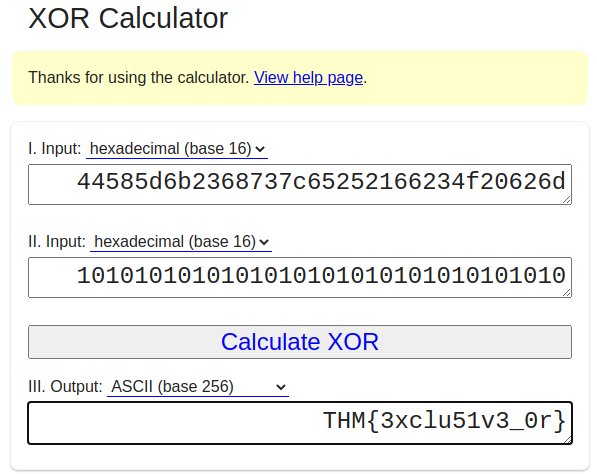 XOR Calculator
Thanks for using the calculator. View help page.
I. Input: hexadecimal (base 16)
44585d6b2368737c65252166234f20626d
II. Input: hexadecimal (base 16)
1010101010101010101010101010101010
Calculate XOR
III. Output: ASCII (base 256)
THM{3xclu51v3_0r}